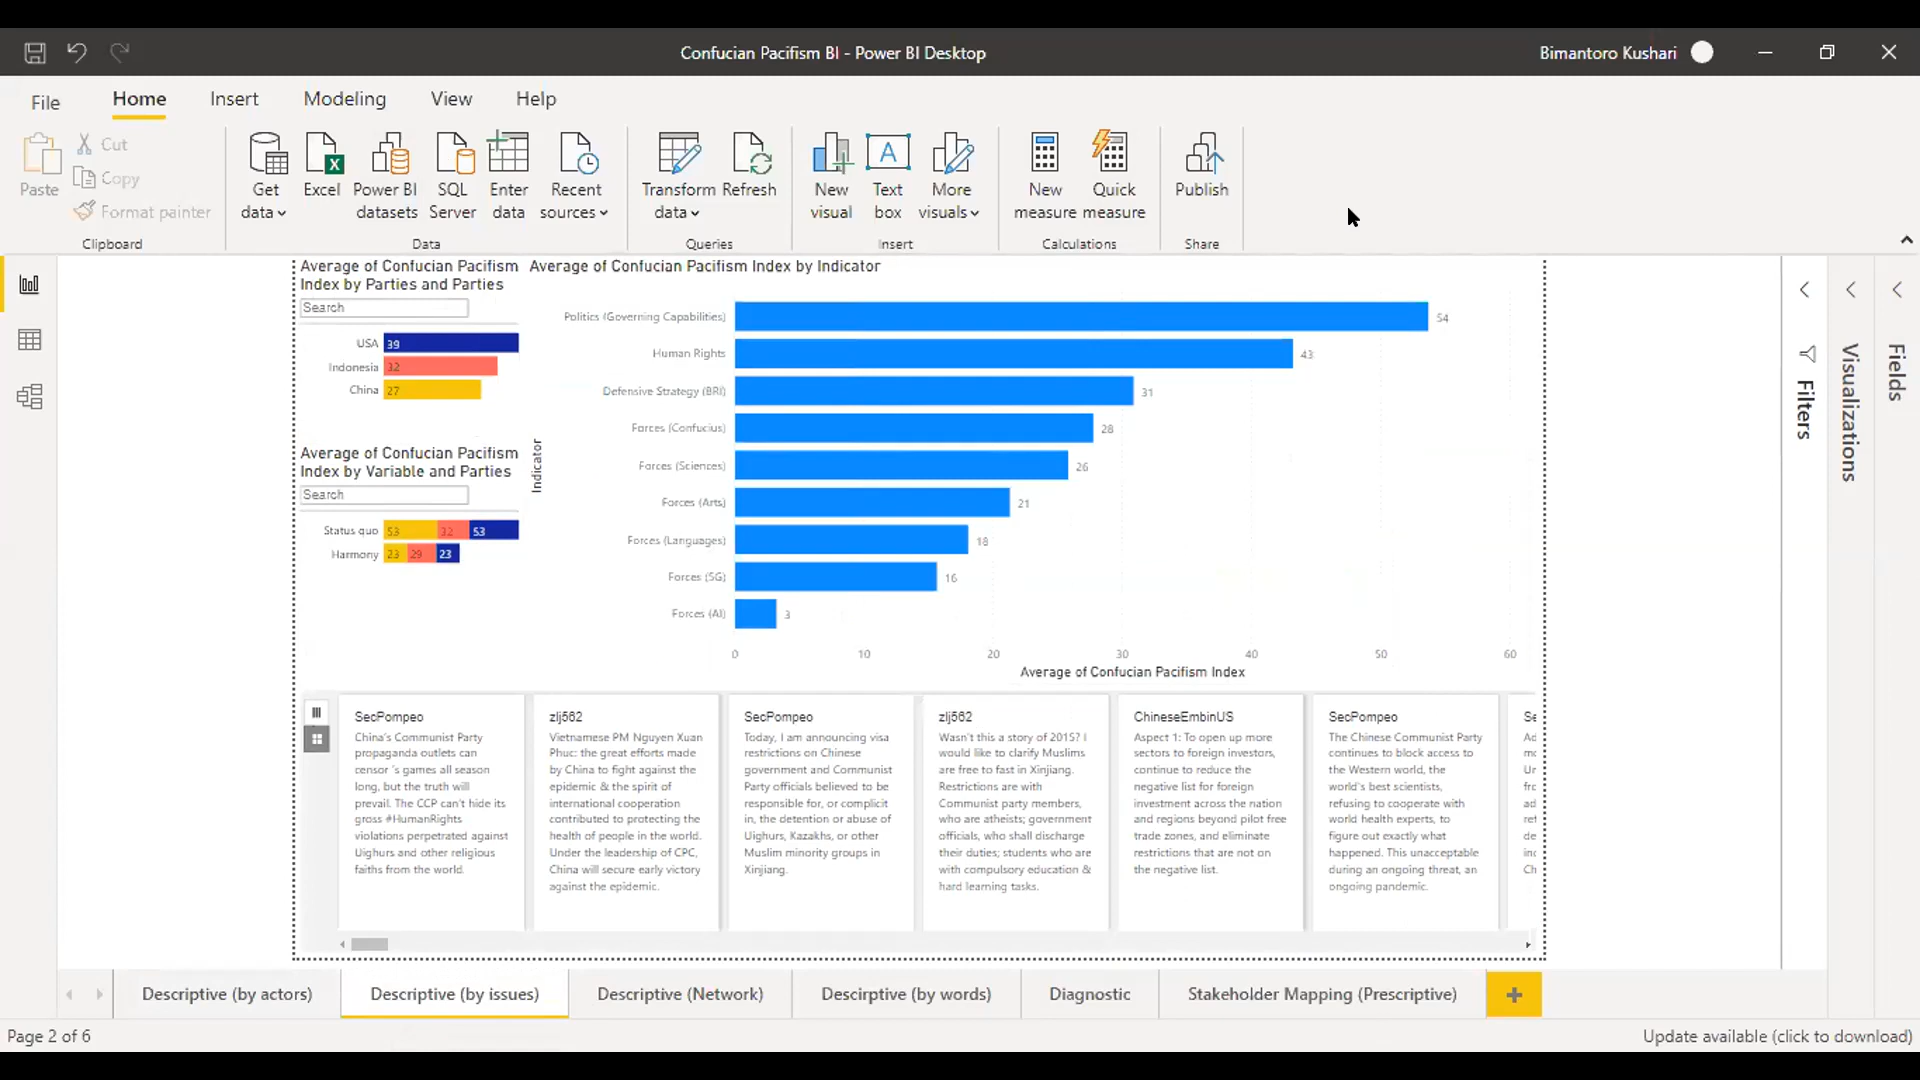 Confucian Pacifism BI - Power BI Desktop
Bimantoro Kushari
File
Home
Insert
Modeling
View
Help
Paste
Cut
Copy
Format painter
Clipboard
Get data
Excel
Power BI datasets
SQL Server
Enter data
Recent sources
Data
Transform data
Refresh
Queries
New visual
Text box
More visuals
Insert
New measure
Quick measure
Calculations
Publish
Share
Average of Confucian Pacifism
Index by Parties and Parties
Search
USA 39
Indonesia 32
China 27
Average of Confucian Pacifism
Index by Variable and Parties
Search
Status quo 53 32 53
Harmony 23 29 23
Average of Confucian Pacifism Index by Indicator
Indicator
Politics (Governing Capabilities) 54
Human Rights 43
Defensive Strategy (BRI) 31
Forces (Confucius) 28
Forces (Sciences) 26
Forces (Arts) 21
Forces (Languages) 18
Forces (5G) 16
Forces (AI) 3
0 10 20 30 40 50 60
Average of Confucian Pacifism Index
SecPompeo
China's Communist Party
propaganda outlets can
censor 's games all season
long, but the truth will
prevail. The CCP can't hide its
gross #HumanRights
violations perpetrated against
Uighurs and other religious
faiths from the world.
zlj562
Vietnamese PM Nguyen Xuan
Phuc: the great efforts made
by China to fight against the
epidemic & the spirit of
international cooperation
contributed to protecting the
health of people in the world.
Under the leadership of CPC,
China will secure early victory
against the epidemic.
SecPompeo
Today, I am announcing visa
restrictions on Chinese
government and Communist
Party officials believed to be
responsible for, or complicit
in, the detention or abuse of
Uighurs, Kazakhs, or other
Muslim minority groups in
Xinjiang.
zlj562
Wasn't this a story of 2015? I
would like to clarify Muslims
are free to fast in Xinjiang.
Restrictions are with
Communist party members,
who are atheists; government
officials, who shall discharge
their duties; students who are
with compulsory education &
hard learning tasks.
ChineseEmbinUS
Aspect 1: To open up more
sectors to foreign investors,
continue to reduce the
negative list for foreign
investment across the nation
and regions beyond pilot free
trade zones, and eliminate
restrictions that are not on
the negative list.
SecPompeo
The Chinese Communist Party
continues to block access to
the Western world, the
world's best scientists,
refusing to cooperate with
world health experts, to
figure out exactly what
happened. This unacceptable
during an ongoing threat, an
ongoing pandemic.
Filters
Visualizations
Fields
Descriptive (by actors)
Descriptive (by issues)
Descriptive (Network)
Descirptive (by words)
Diagnostic
Stakeholder Mapping (Prescriptive)
Page 2 of 6
Update available (click to download)